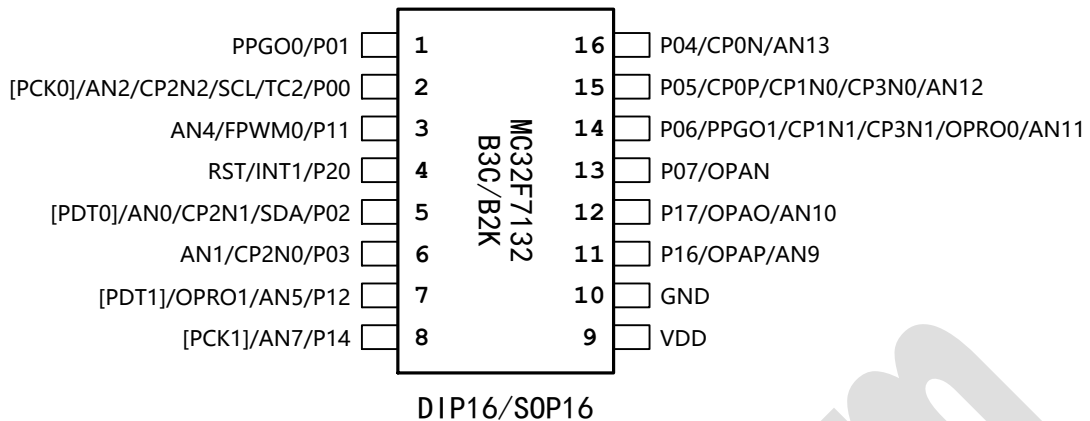 PPGO0/P01 1 16 P04/CP0N/AN13
[PCK0]/AN2/CP2N2/SCL/TC2/P00 2 15 P05/CP0P/CP1N0/CP3N0/AN12
AN4/FPWM0/P11 3 14 P06/PPGO1/CP1N1/CP3N1/OPRO0/AN11
RST/INT1/P20 4 13 P07/OPAN
[PDT0]/AN0/CP2N1/SDA/P02 5 12 P17/OPAO/AN10
AN1/CP2N0/P03 6 11 P16/OPAP/AN9
[PDT1]/OPRO1/AN5/P12 7 10 GND
[PCK1]/AN7/P14 8 9 VDD
MC32F7132
B3C/B2K
DIP16/SOP16